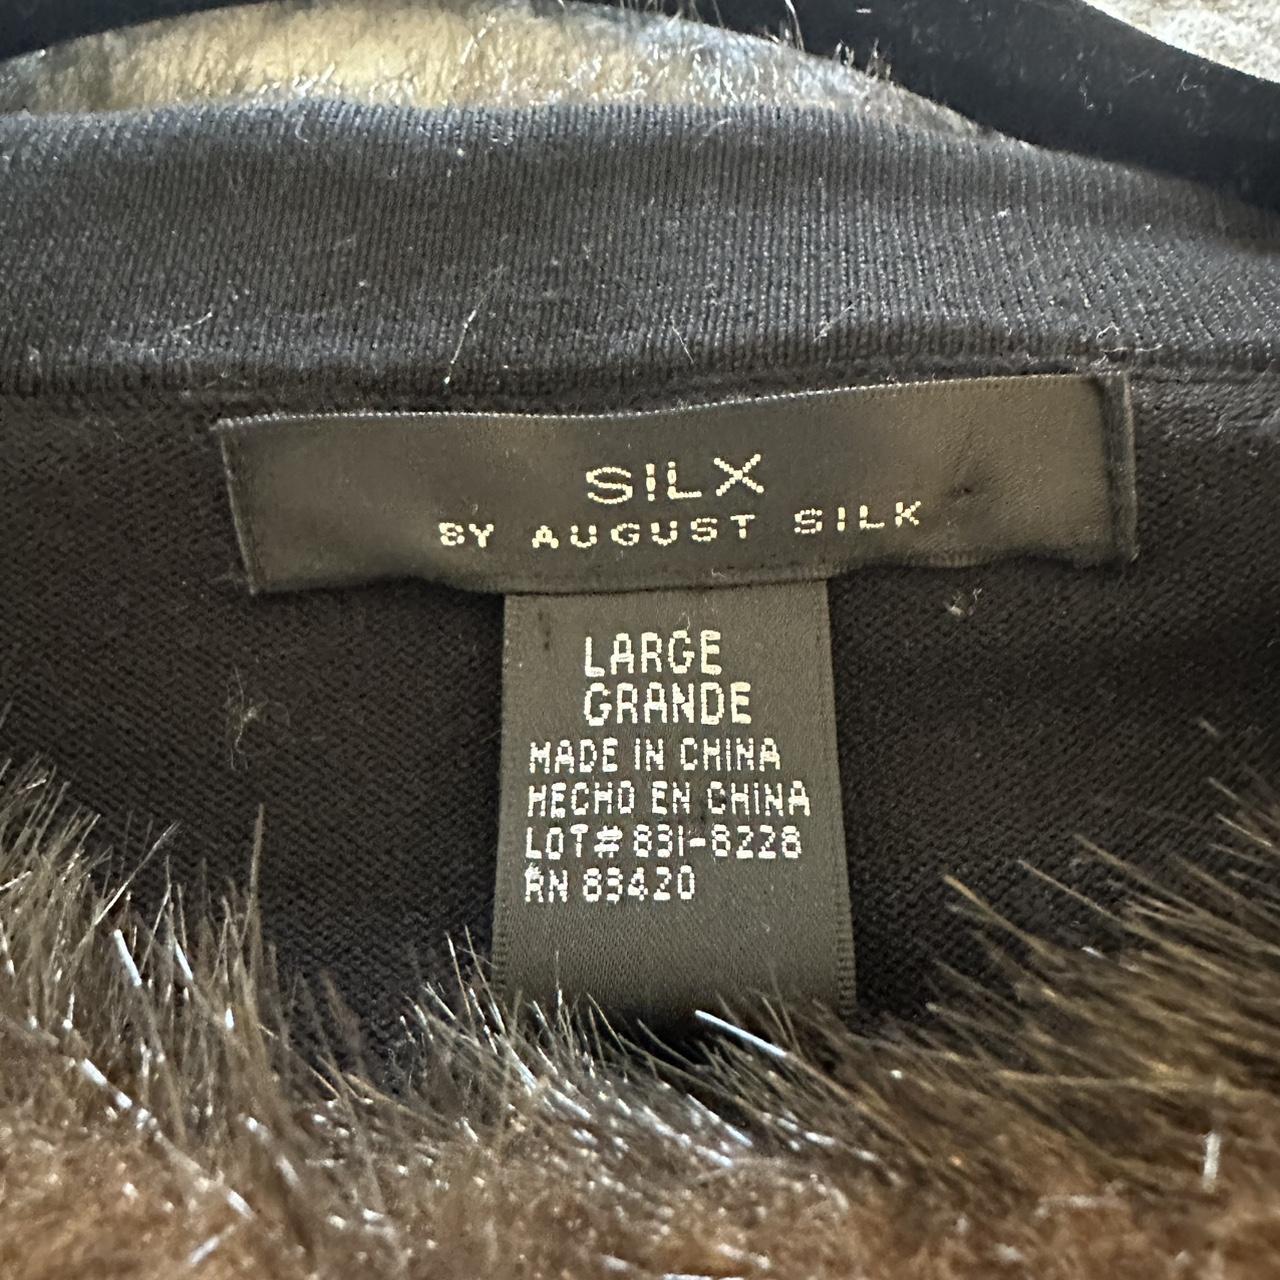 SILX
BY AUGUST SILK
LARGE
GRANDE
MADE IN CHINA
HECHO EN CHINA
LOT# 831-8228
RN 83420